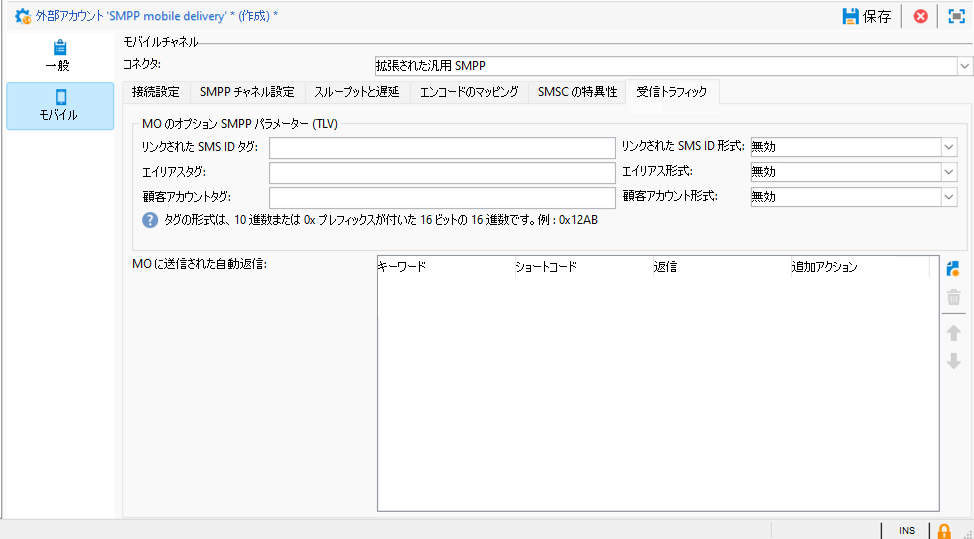 外部アカウント 'SMPP mobile delivery' * (作成) *
保存
一般
モバイル
モバイルチャネル
コネクタ:
拡張された汎用 SMPP
接続設定
SMPP チャネル設定
スループットと遅延
エンコードのマッピング
SMSC の特異性
受信トラフィック
MO のオプション SMPP パラメーター (TLV)
リンクされた SMS ID タグ:
リンクされた SMS ID 形式:
無効
エイリアスタグ:
エイリアス形式:
無効
顧客アカウントタグ:
顧客アカウント形式:
無効
タグの形式は、10 進数または 0x プレフィックスが付いた 16 ビットの 16 進数です。例 : 0x12AB
MO に送信された自動返信:
キーワード
ショートコード
返信
追加アクション
INS